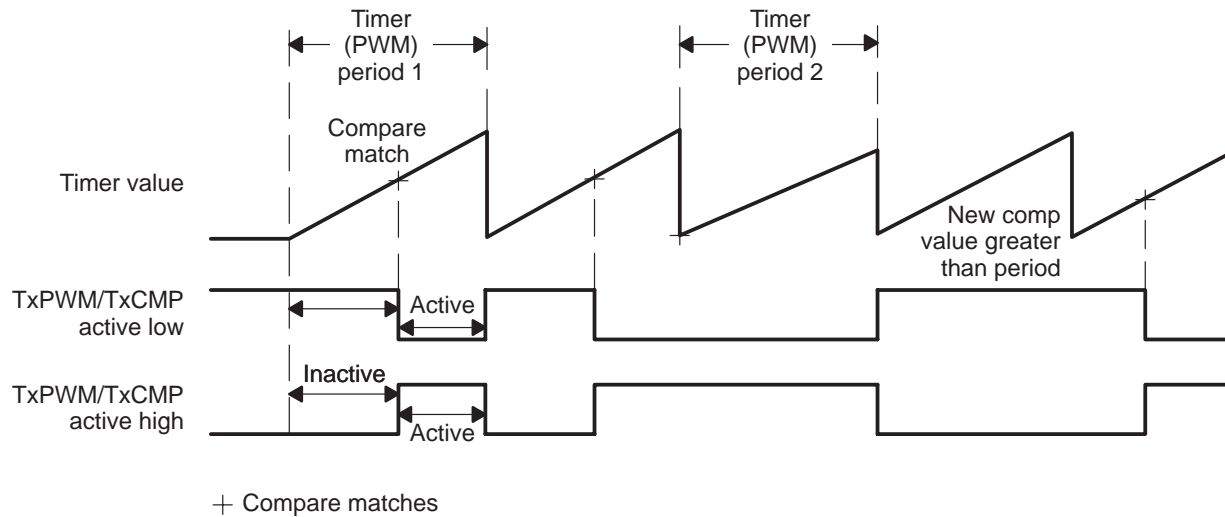 Timer
(PWM)
period 1
Timer
(PWM)
period 2
Compare
match
Timer value
New comp
value greater
than period
TxPWM/TxCMP
active low
Active
Inactive
TxPWM/TxCMP
active high
Active
+ Compare matches